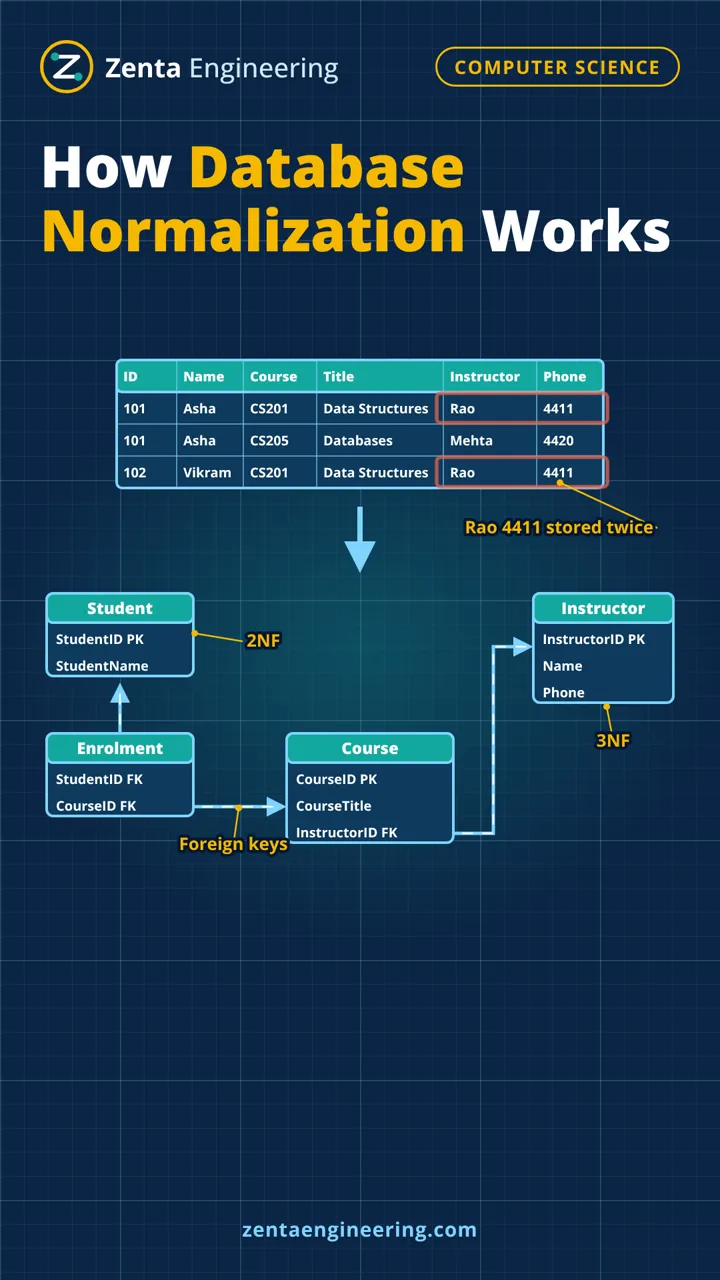 Zenta Engineering
COMPUTER SCIENCE
How Database
Normalization Works
ID Name Course Title Instructor Phone
101 Asha CS201 Data Structures Rao 4411
101 Asha CS205 Databases Mehta 4420
102 Vikram CS201 Data Structures Rao 4411
Rao 4411 stored twice
Student
StudentID PK
StudentName
2NF
Instructor
InstructorID PK
Name
Phone
3NF
Enrolment
StudentID FK
CourseID FK
Foreign keys
Course
CourseID PK
CourseTitle
InstructorID FK
zentaengineering.com